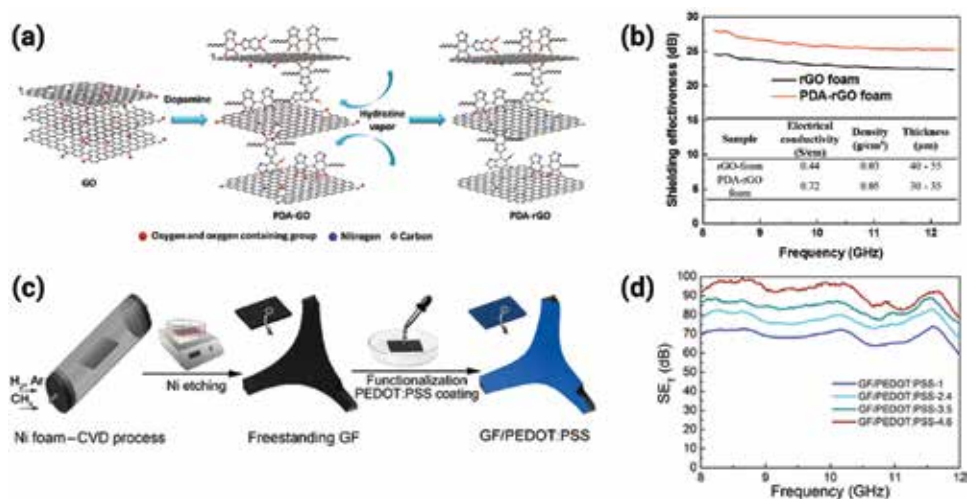 (a)
Dopamine
Hydrazine
vapor
GO
PDA-GO
PDA-rGO
Oxygen and oxygen containing group
Nitrogen
Carbon
(b)
Shielding effectiveness (dB)
30
25
20
15
10
5
0
rGO foam
PDA-rGO foam
Sample
Electrical
conductivity
(S/cm)
Density
(g/cm³)
Thickness
(μm)
rGO-foam 0.44 0.03 40 - 55
PDA-rGO
foam
0.72 0.05 30 - 35
8 9 10 11 12
Frequency (GHz)
(c)
H₂, Ar
CH₄
Ni foam–CVD process
Ni etching
Freestanding GF
Functionalization
PEDOT:PSS coating
GF/PEDOT:PSS
(d)
SE_T (dB)
100
90
80
70
60
50
40
30
20
10
0
GF/PEDOT:PSS-1
GF/PEDOT:PSS-2.4
GF/PEDOT:PSS-3.5
GF/PEDOT:PSS-4.6
8 9 10 11 12
Frequency (GHz)